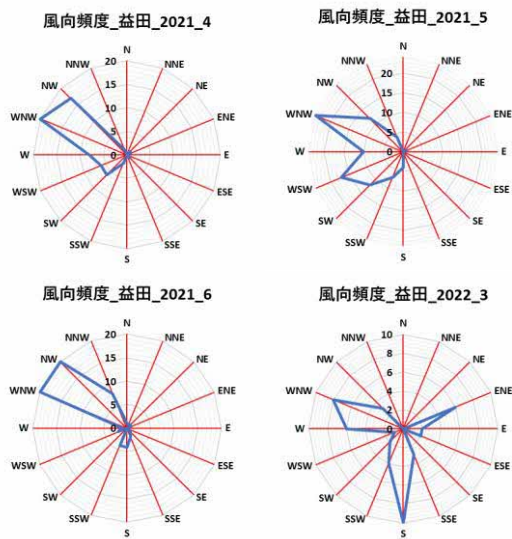 風向頻度_益田_2021_4
N
NNE
NE
ENE
E
ESE
SE
SSE
S
SSW
SW
WSW
W
WNW
NW
NNW
20
15
10
5
0
風向頻度_益田_2021_5
N
NNE
NE
ENE
E
ESE
SE
SSE
S
SSW
SW
WSW
W
WNW
NW
NNW
20
15
10
5
0
風向頻度_益田_2021_6
N
NNE
NE
ENE
E
ESE
SE
SSE
S
SSW
SW
WSW
W
WNW
NW
NNW
20
15
10
5
0
風向頻度_益田_2022_3
N
NNE
NE
ENE
E
ESE
SE
SSE
S
SSW
SW
WSW
W
WNW
NW
NNW
10
8
6
4
2
0